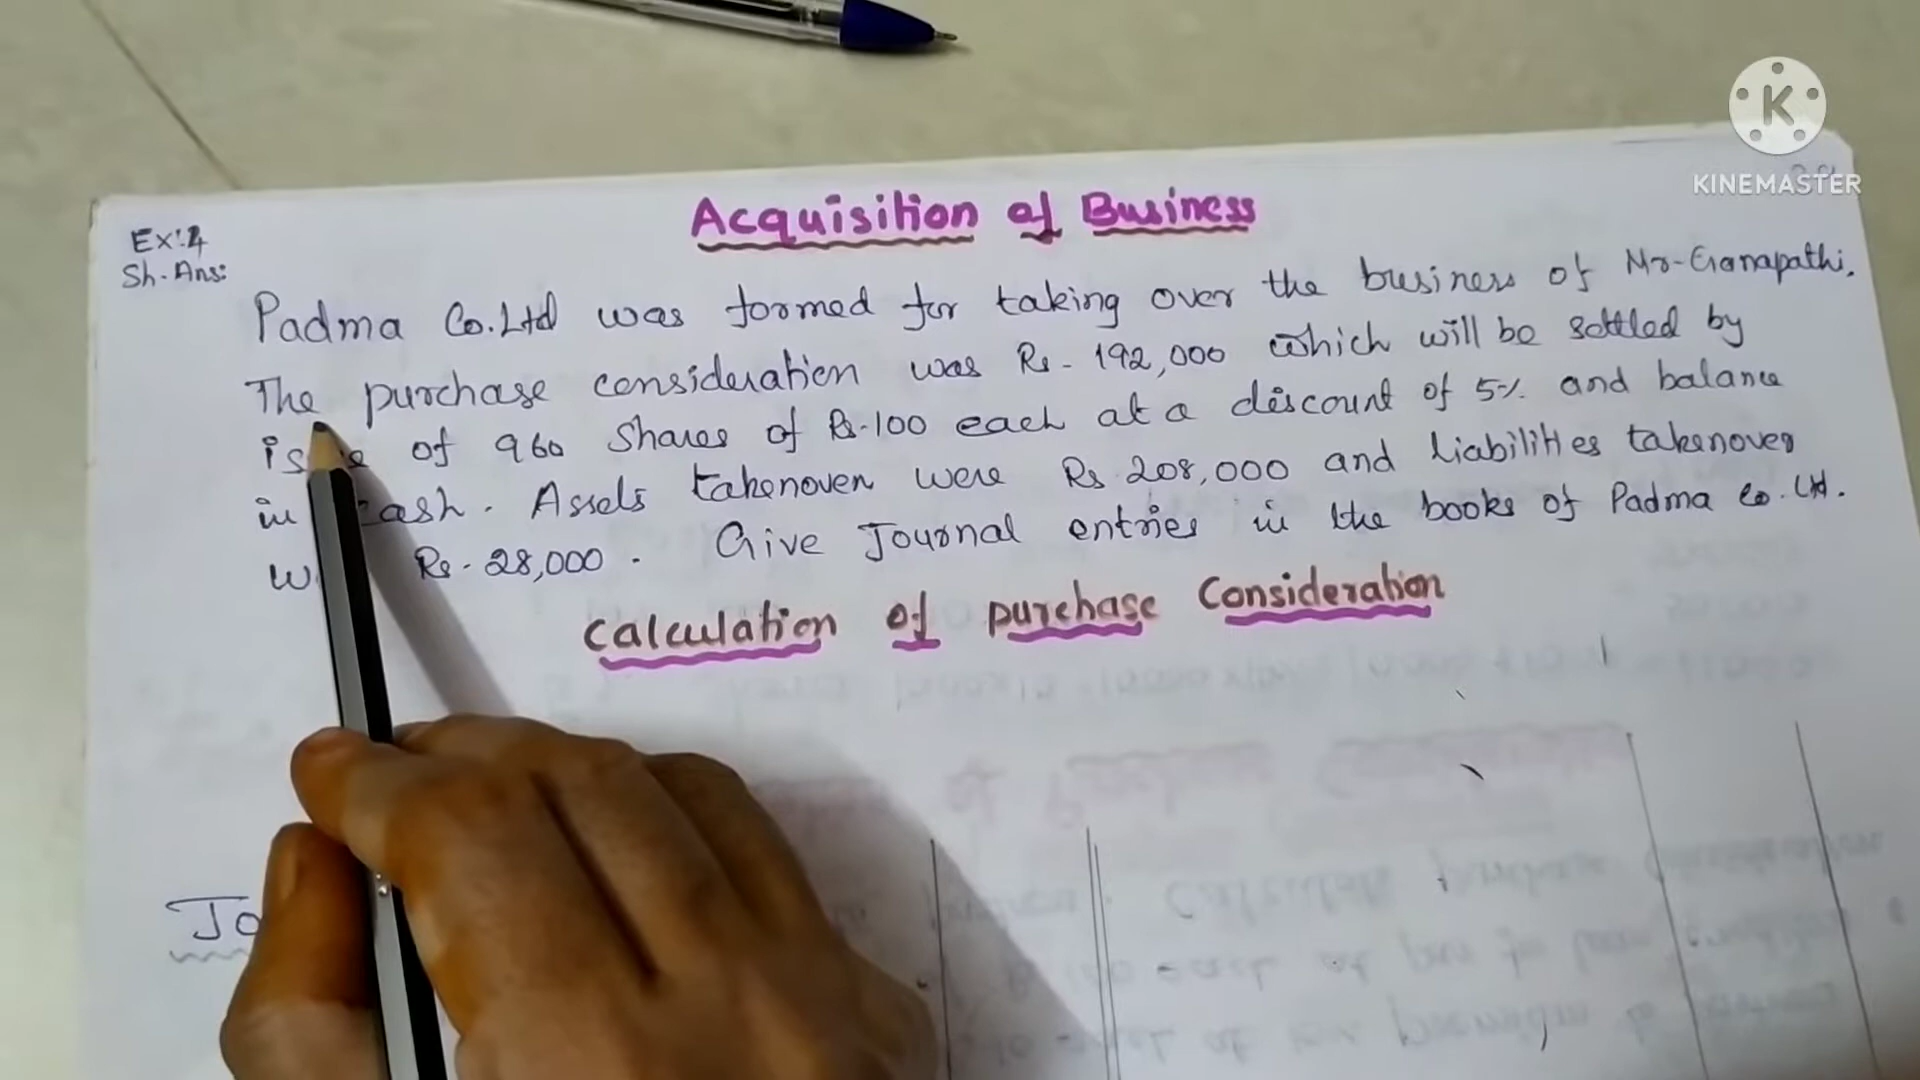 KINEMASTER
Acquisition of Business
Ex:4
Sh.Ans:
Padma Co.Ltd was formed for taking over the business of Mr-Ganapathi.
The purchase consideration was Rs- 192,000 which will be settled by
of 960 Shares of Rs-100 each at a discount of 5% and balance
in cash. Assets takenover were Rs 208,000 and liabilities takenover
Rs- 28,000. Give Journal entries in the books of Padma Co. Ltd.
Calculation of purchase Consideration
Jo